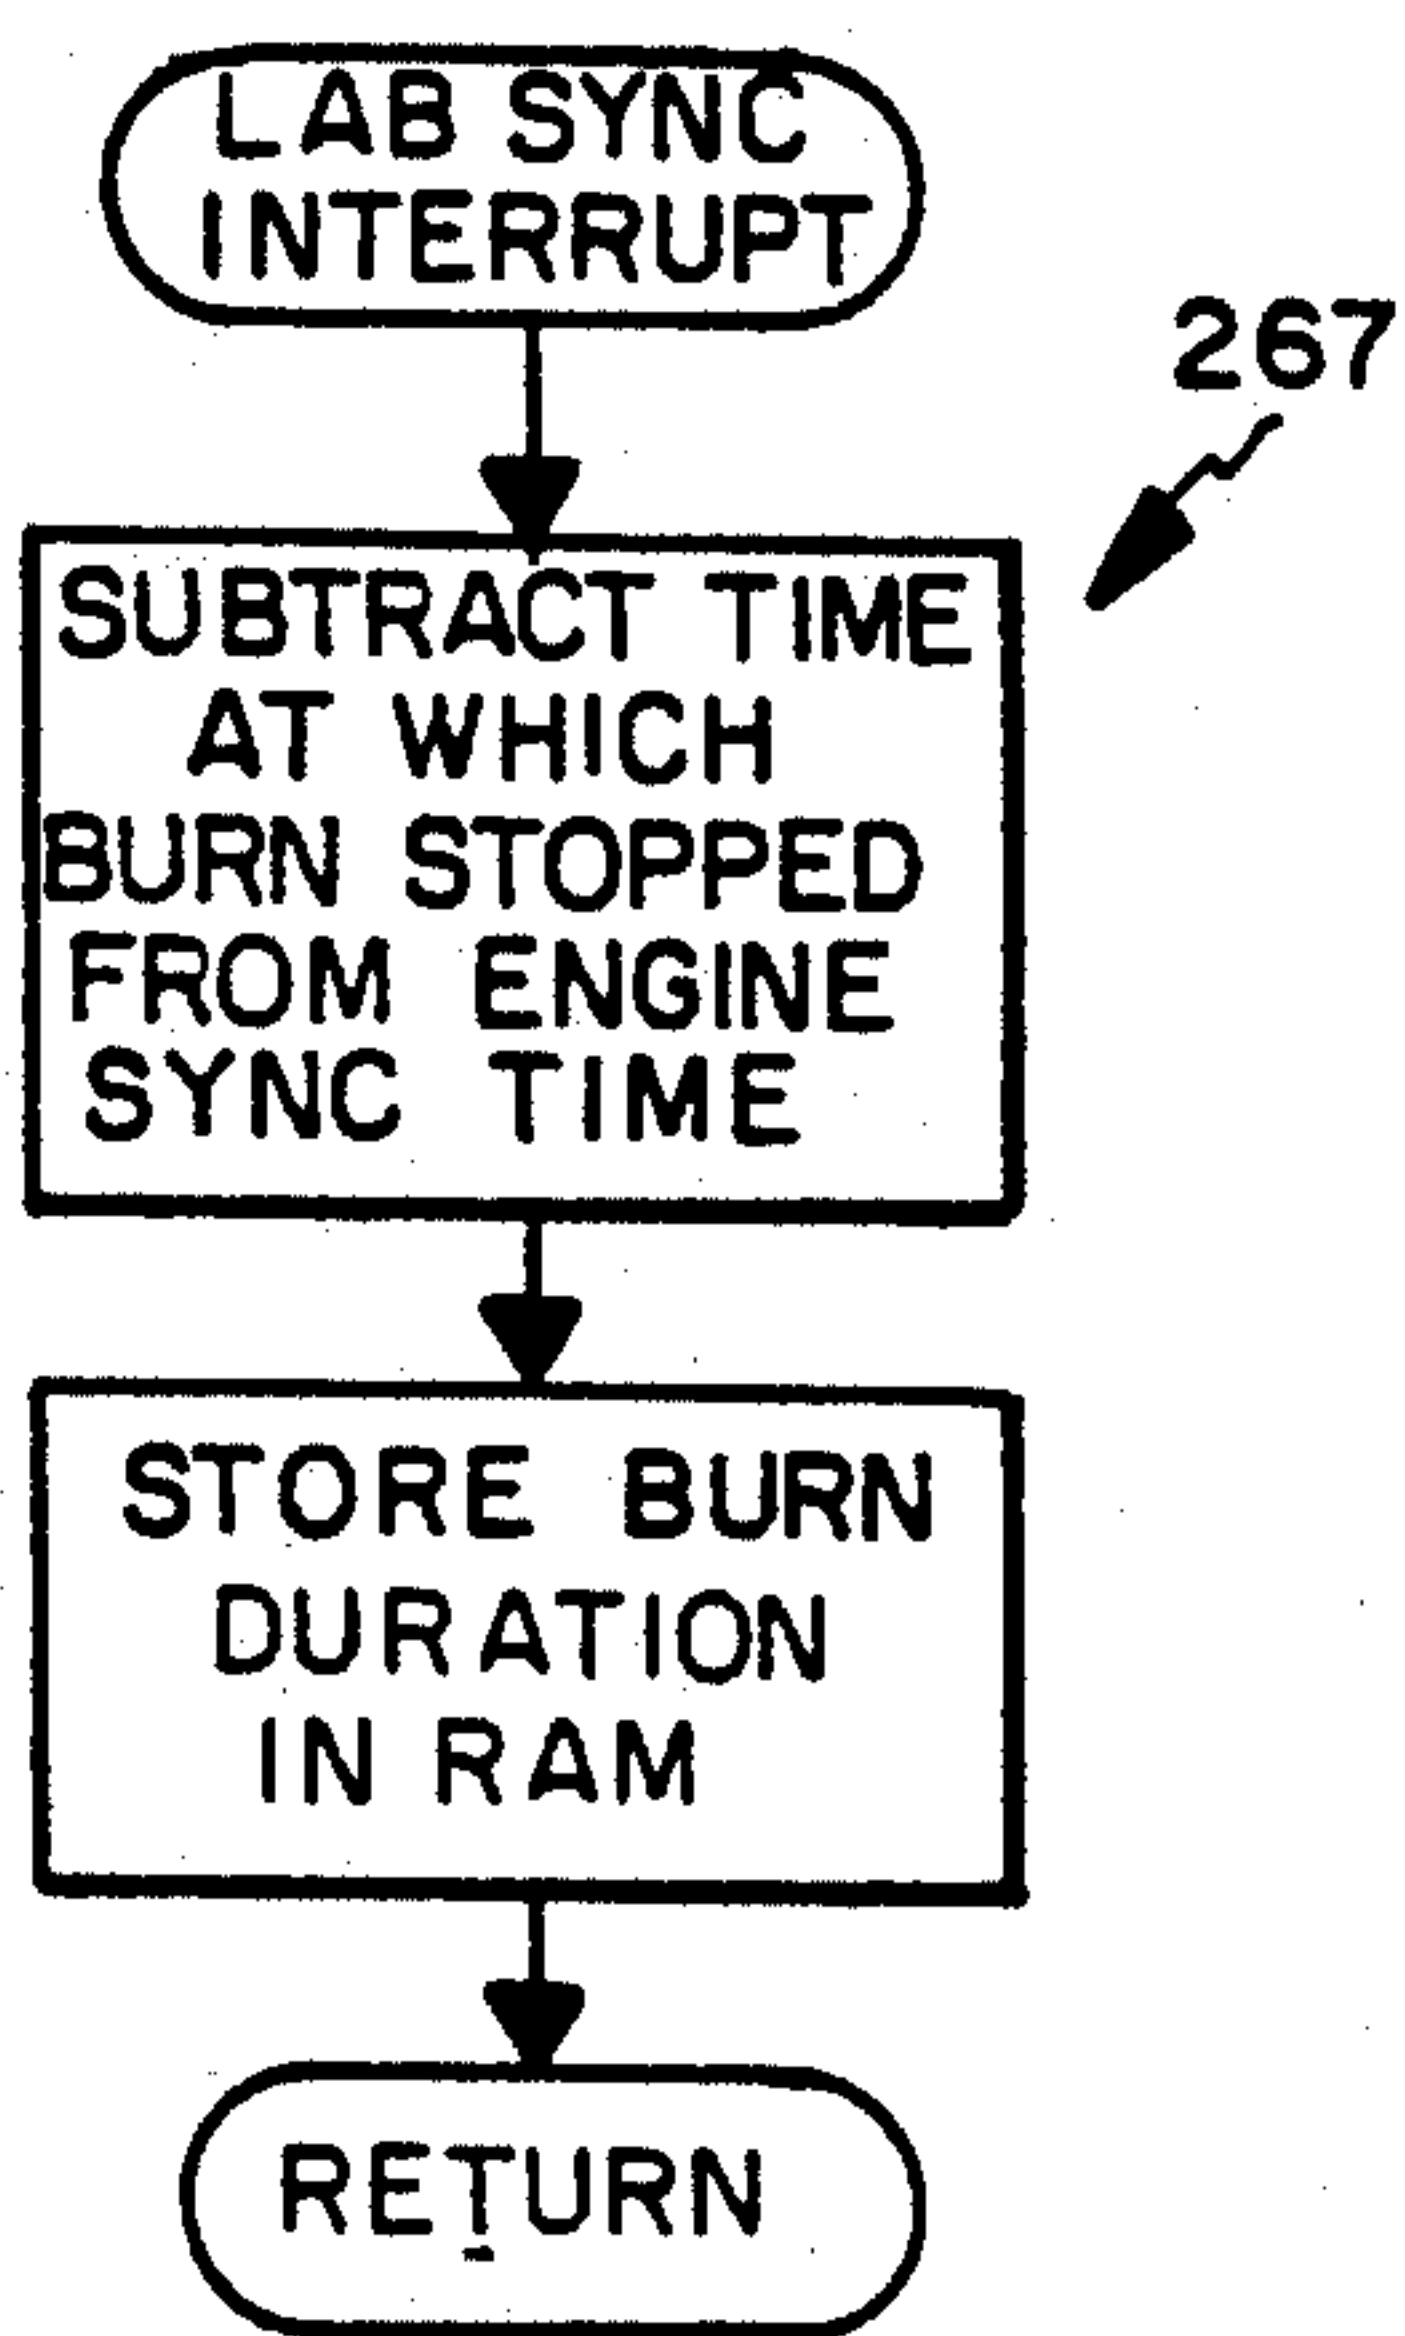 LAB SYNC
INTERRUPT
267
SUBTRACT TIME
AT WHICH
BURN STOPPED
FROM ENGINE
SYNC TIME
STORE BURN
DURATION
IN RAM
RETURN